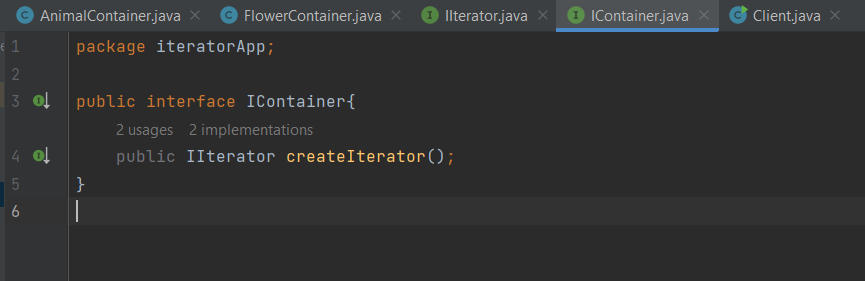 AnimalContainer.java FlowerContainer.java IIterator.java IContainer.java Client.java
1 package iteratorApp;
2
3 public interface IContainer{
2 usages 2 implementations
4 public IIterator createIterator();
5 }
6